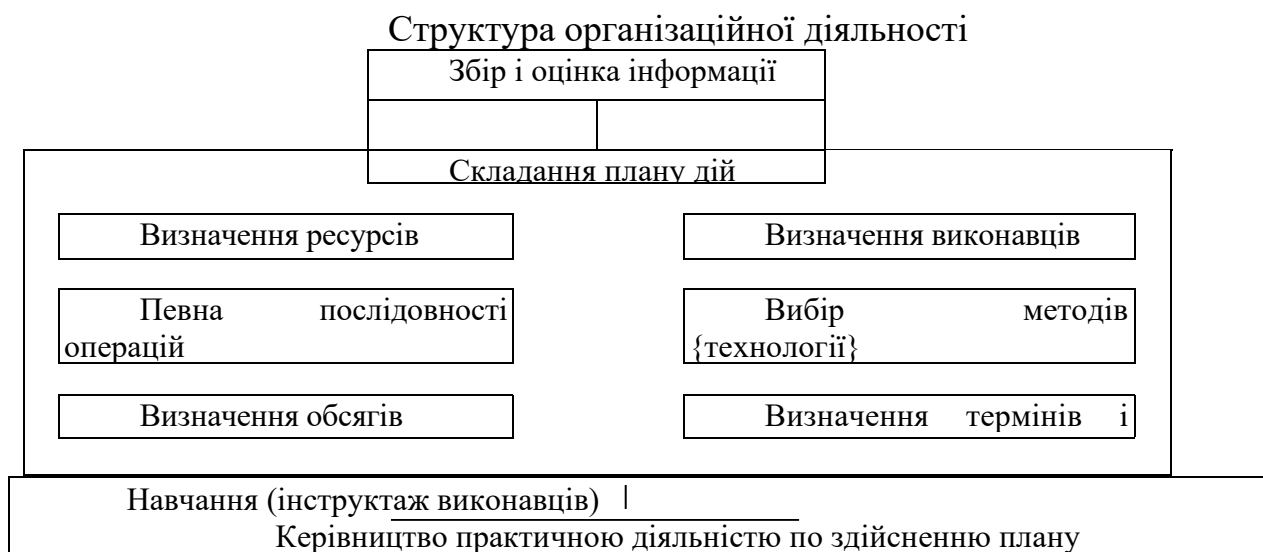 Структура організаційної діяльності
Збір і оцінка інформації
Складання плану дій
Визначення ресурсів
Визначення виконавців
Певна послідовності
операцій
Вибір методів
{технології}
Визначення обсягів
Визначення термінів і
Навчання (інструктаж виконавців)
Керівництво практичною діяльністю по здійсненню плану